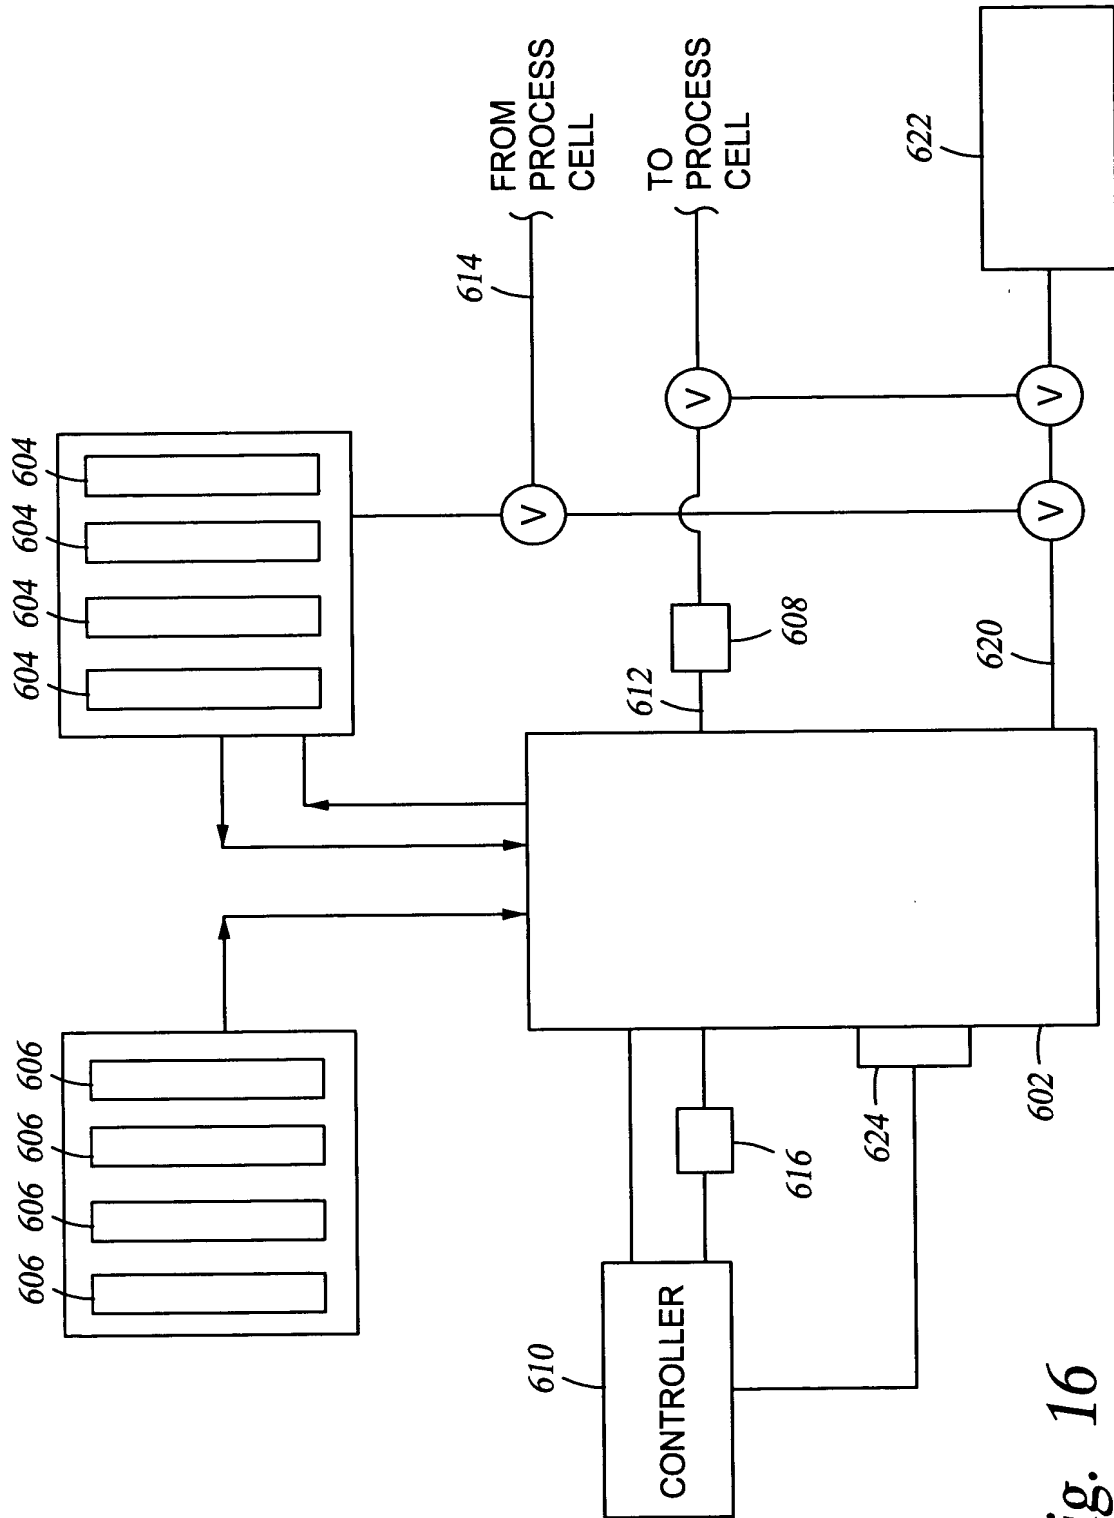 606 606 606 606
604 604 604 604
614
FROM
PROCESS
CELL
V
610
CONTROLLER
616
612
608
V
TO
PROCESS
CELL
624
602
620
V
V
622
ig. 16